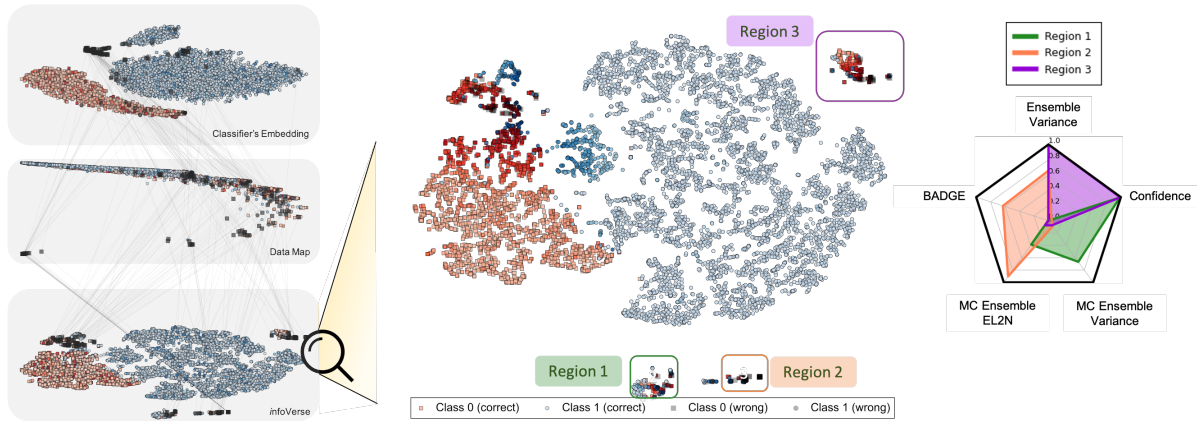 Classifier's Embedding
Data Map
infoVerse
Region 3
Region 1
Region 2
Class 0 (correct)
Class 1 (correct)
Class 0 (wrong)
Class 1 (wrong)
Region 1
Region 2
Region 3
Ensemble
Variance
1.0
0.8
0.6
0.4
0.2
0
BADGE
Confidence
MC Ensemble
EL2N
MC Ensemble
Variance